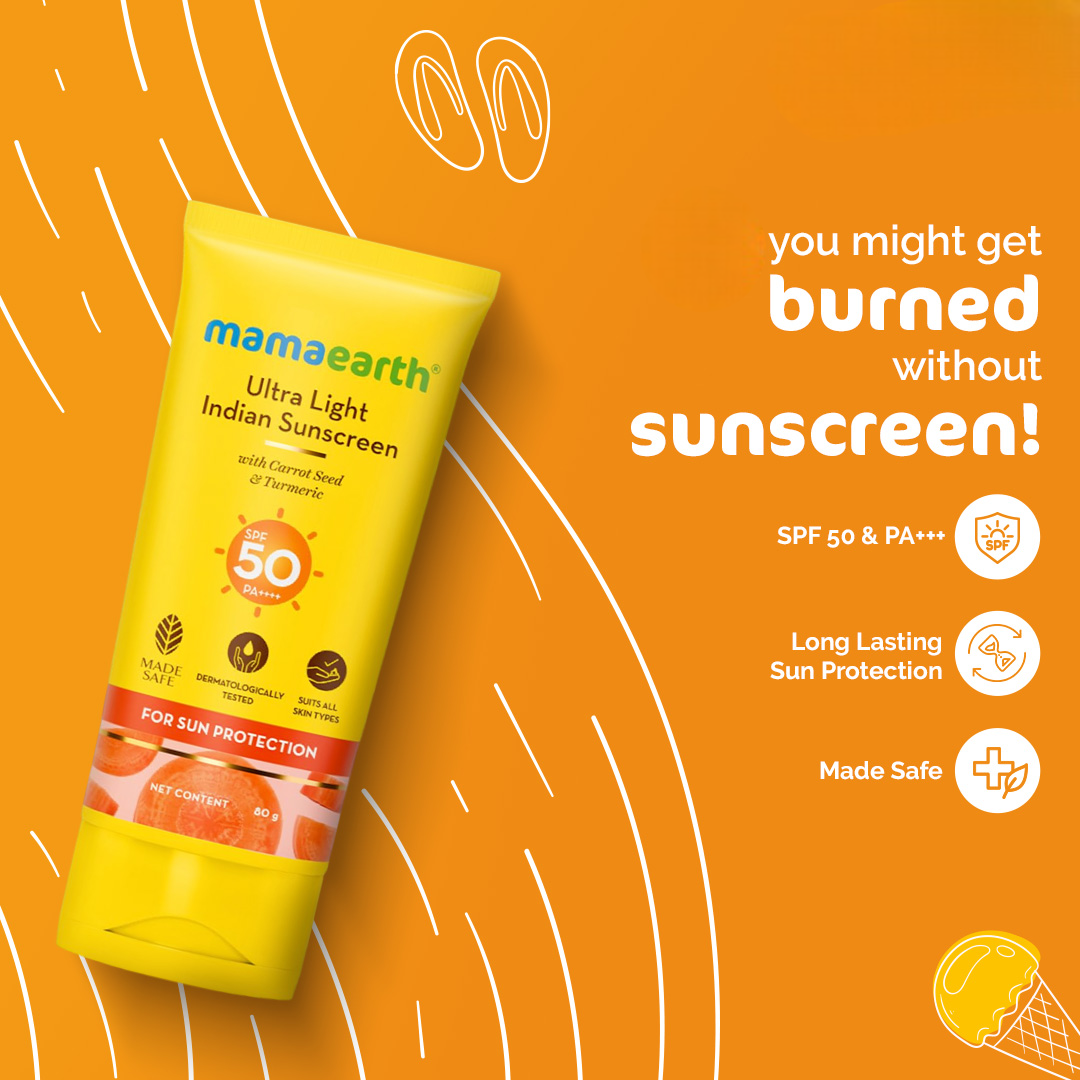 mamaearth®
Ultra Light
Indian Sunscreen
with Carrot Seed
& Turmeric
SPF
50
PA++++
MADE
SAFE
DERMATOLOGICALLY
TESTED
SUITS ALL
SKIN TYPES
FOR SUN PROTECTION
NET CONTENT 80 g
you might get
burned
without
sunscreen!
SPF 50 & PA+++
SPF
Long Lasting
Sun Protection
Made Safe